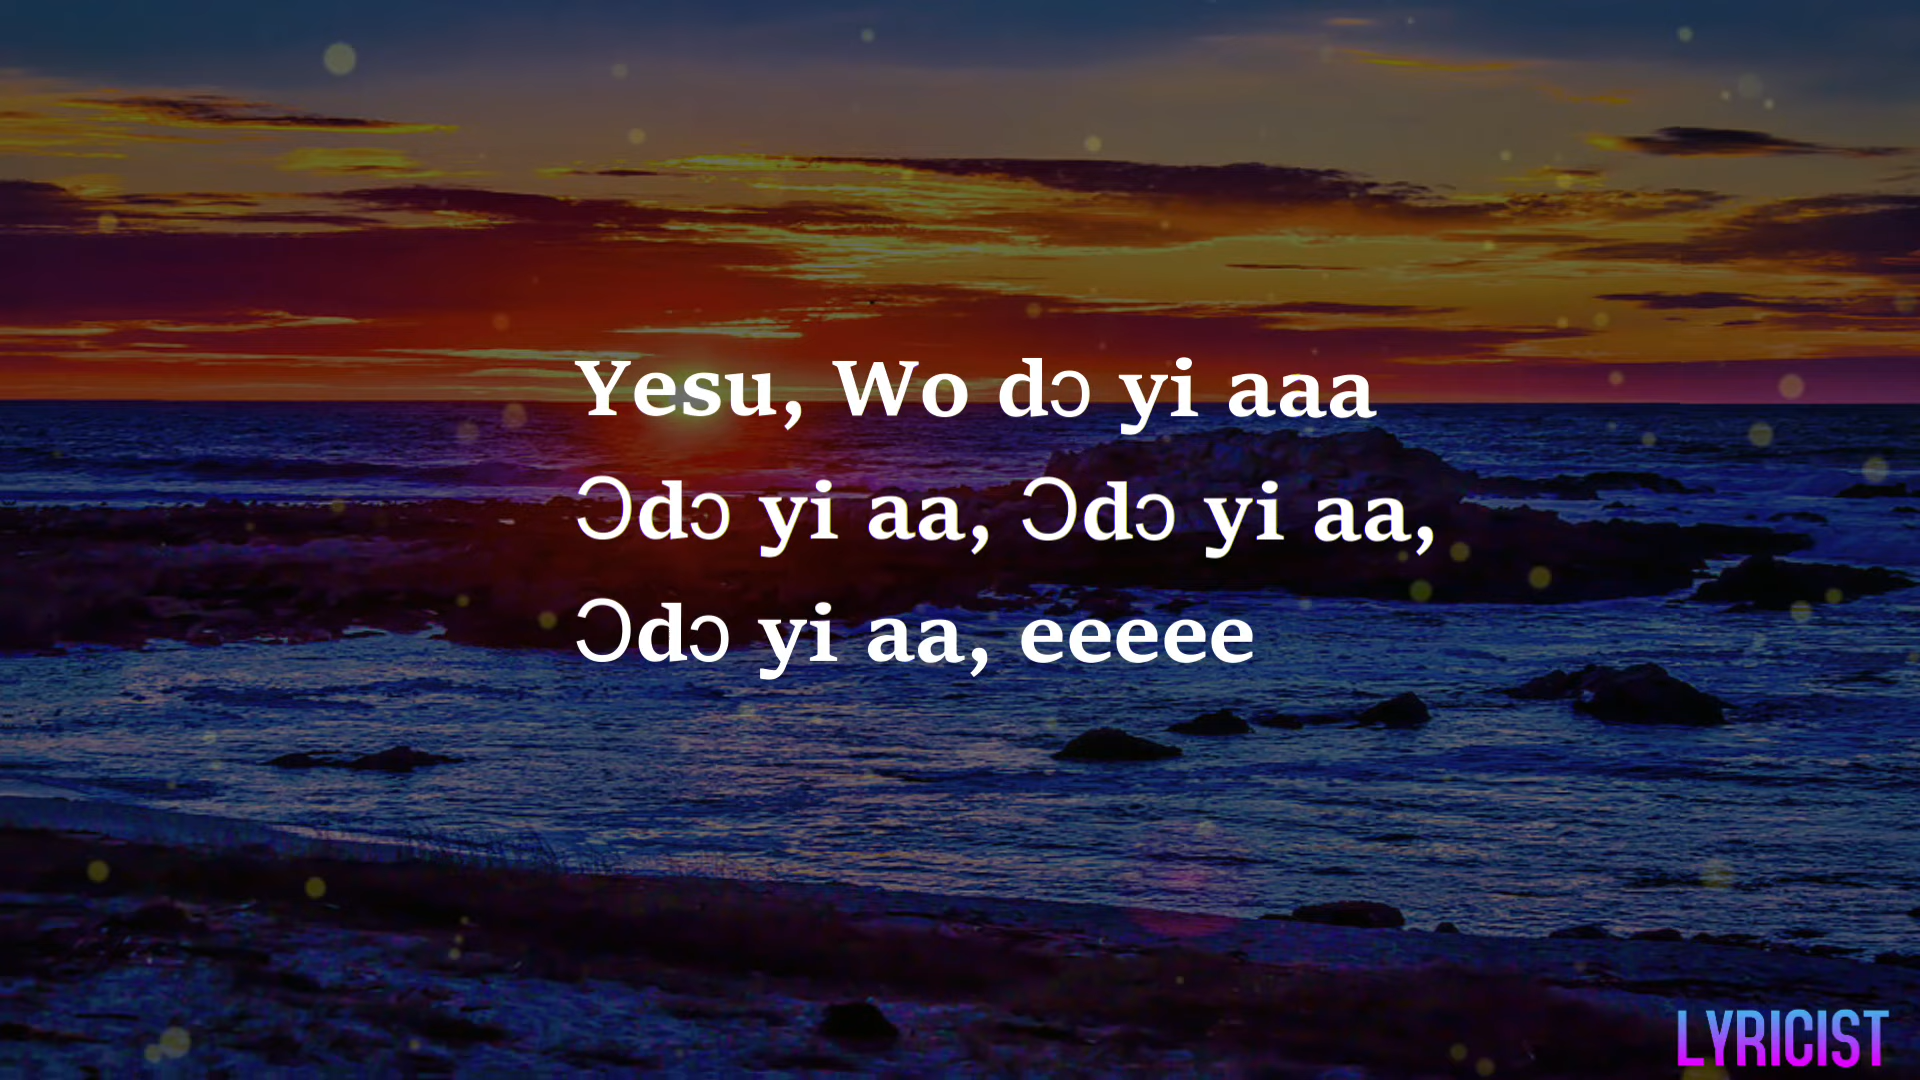 Yesu, Wo dɔ yi aaa
Ɔdɔ yi aa, Ɔdɔ yi aa,
Ɔdɔ yi aa, eeeee
LYRICIST